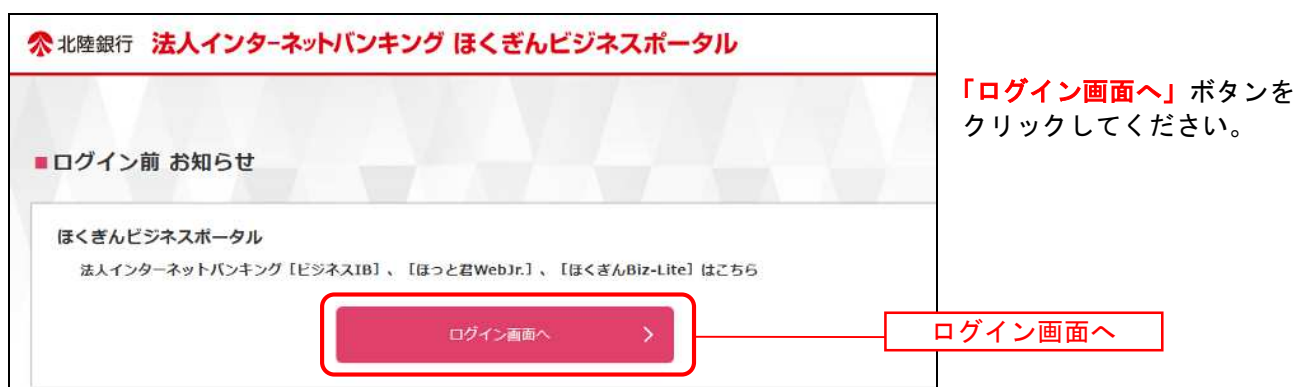 北陸銀行 法人インターネットバンキング ほくぎんビジネスポータル
「ログイン画面へ」ボタンを
クリックしてください。
■ログイン前 お知らせ
ほくぎんビジネスポータル
法人インターネットバンキング［ビジネスIB］、［ほっと君WebJr.］、［ほくぎんBiz-Lite］はこちら
ログイン画面へ
ログイン画面へ